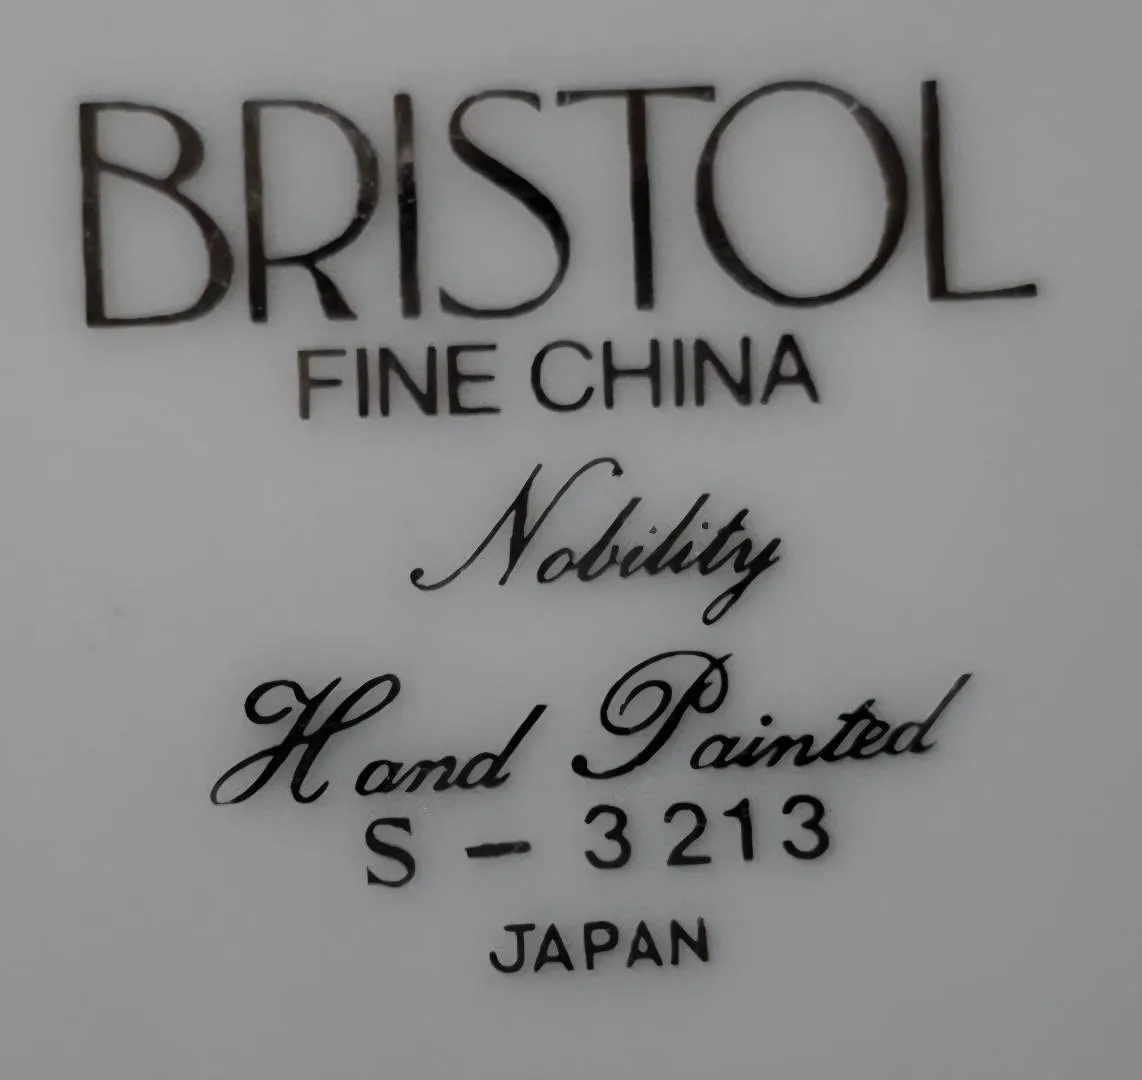 BRISTOL
FINE CHINA
Nobility
Hand Painted
S - 3213
JAPAN